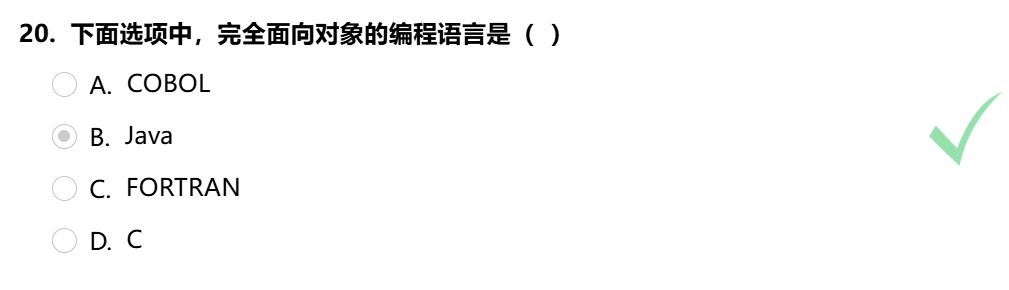 20. 下面选项中，完全面向对象的编程语言是（ ）
A. COBOL
B. Java
C. FORTRAN
D. C